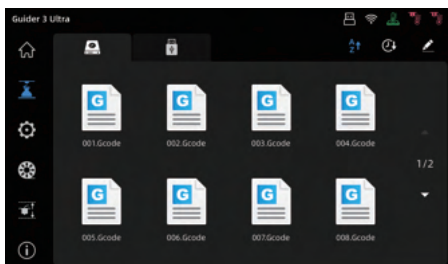 Guider 3 Ultra
A Z
G G G G
001.Gcode 002.Gcode 003.Gcode 004.Gcode
1/2
G G G G
005.Gcode 006.Gcode 007.Gcode 008.Gcode